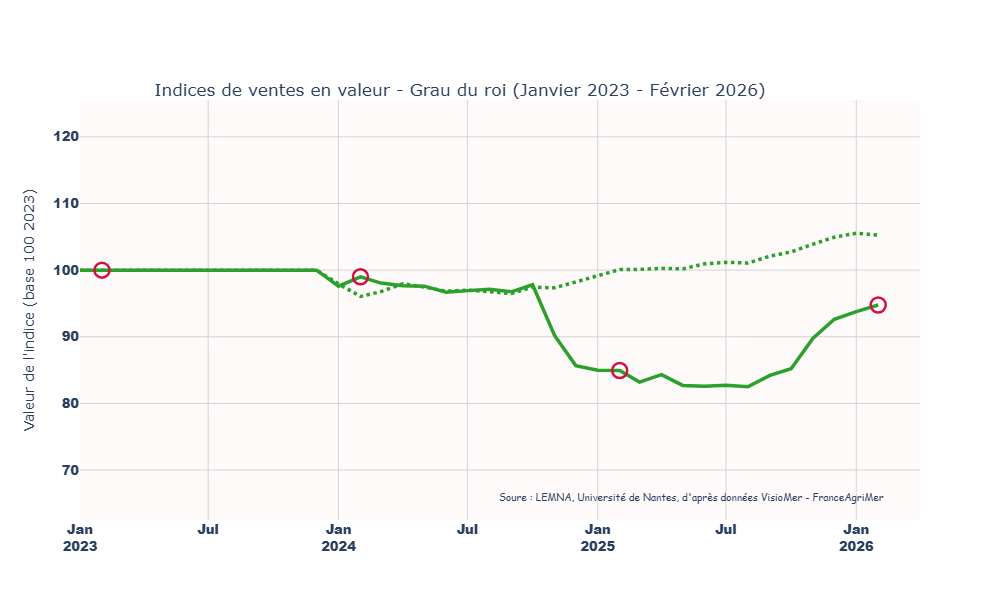 Indices de ventes en valeur - Grau du roi (Janvier 2023 - Février 2026)
Valeur de l'indice (base 100 2023)
120
110
100
90
80
70
Soure : LEMNA, Université de Nantes, d'après données VisioMer - FranceAgriMer
Jan Jul Jan Jul Jan Jul Jan
2023 2024 2025 2026